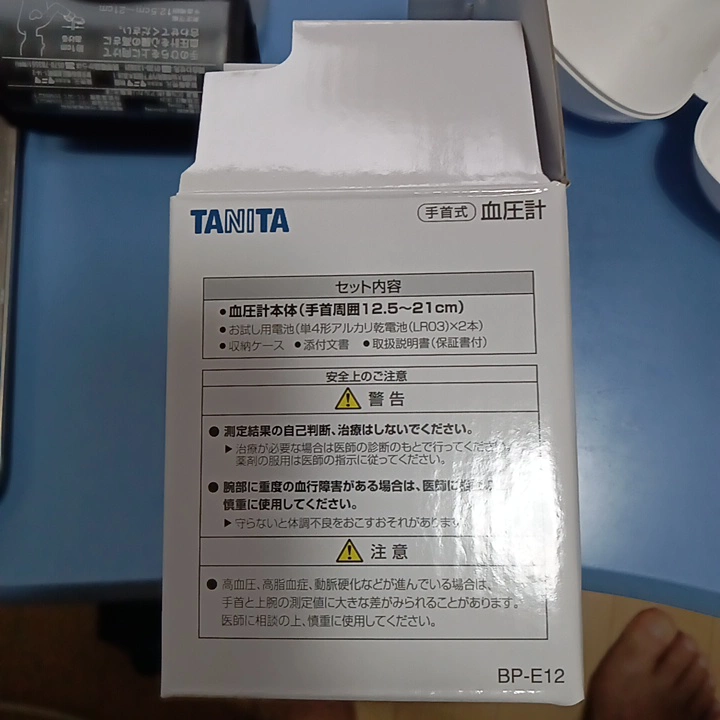 TANITA
手首式 血圧計
セット内容
●血圧計本体(手首周囲12.5〜21cm)
●お試し用電池(単4形アルカリ乾電池(LR03)×2本)
●収納ケース ●添付文書 ●取扱説明書(保証書付)
安全上のご注意
警告
●測定結果の自己判断、治療はしないでください。
▶治療が必要な場合は医師の診断のもとで行ってください。
薬剤の服用は医師の指示に従ってください。
●腕部に重度の血行障害がある場合は、医師に
慎重に使用してください。
▶守らないと体調不良をおこすおそれがあります
注意
●高血圧、高脂血症、動脈硬化などが進んでいる場合は、
手首と上腕の測定値に大きな差がみられることがあります。
医師に相談の上、慎重に使用してください。
BP-E12